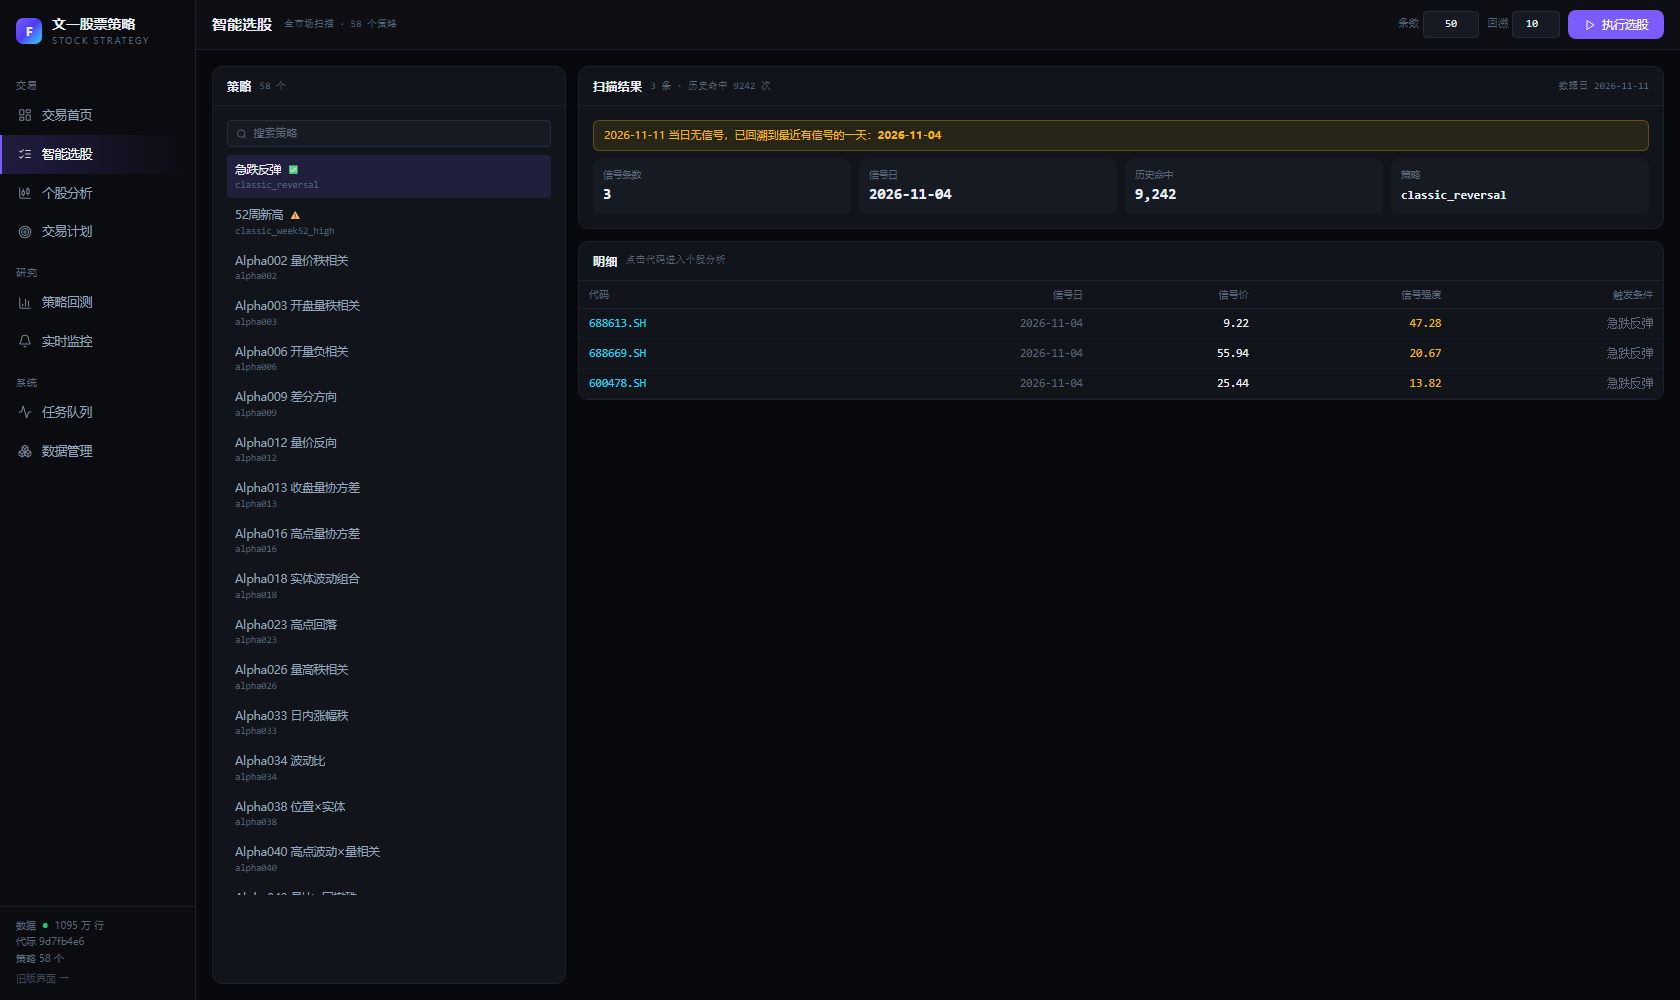 F
文一股票策略
STOCK STRATEGY
交易
交易首页
智能选股
个股分析
交易计划
研究
策略回测
实时监控
系统
任务队列
数据管理
数据 1095 万 行
代际 9d7fb4e6
策略 58 个
旧版界面 →
智能选股 全市场扫描 · 58 个策略
条数 50 回溯 10 执行选股
策略 58 个
搜索策略
急跌反弹
classic_reversal
52周新高
classic_week52_high
Alpha002 量价秩相关
alpha002
Alpha003 开盘量秩相关
alpha003
Alpha006 开量负相关
alpha006
Alpha009 差分方向
alpha009
Alpha012 量价反向
alpha012
Alpha013 收盘量协方差
alpha013
Alpha016 高点量协方差
alpha016
Alpha018 实体波动组合
alpha018
Alpha023 高点回落
alpha023
Alpha026 量高秩相关
alpha026
Alpha033 日内涨幅秩
alpha033
Alpha034 波动比
alpha034
Alpha038 位置×实体
alpha038
Alpha040 高点波动×量相关
alpha040
扫描结果 3 条 · 历史命中 9242 次 数据日 2026-11-11
2026-11-11 当日无信号，已回溯到最近有信号的一天：2026-11-04
信号条数
3
信号日
2026-11-04
历史命中
9,242
策略
classic_reversal
明细 点击代码进入个股分析
代码 信号日 信号价 信号强度 触发条件
688613.SH 2026-11-04 9.22 47.28 急跌反弹
688669.SH 2026-11-04 55.94 20.67 急跌反弹
600478.SH 2026-11-04 25.44 13.82 急跌反弹